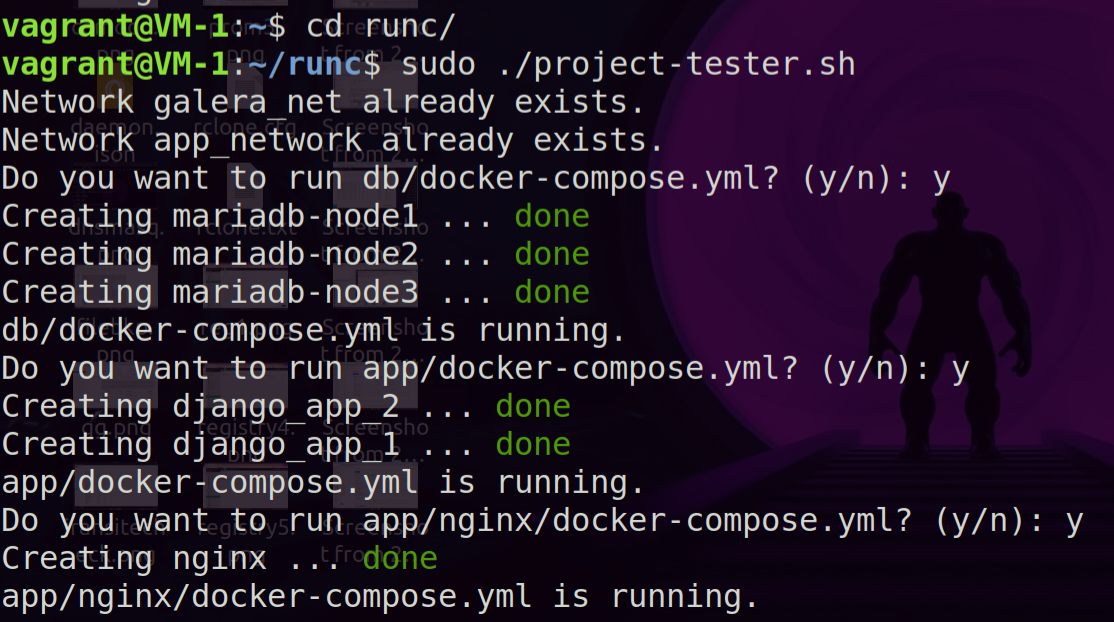 vagrant@VM-1:~$ cd runc/
vagrant@VM-1:~/runc$ sudo ./project-tester.sh
Network galera_net already exists.
Network app_network already exists.
Do you want to run db/docker-compose.yml? (y/n): y
Creating mariadb-node1 ... done
Creating mariadb-node2 ... done
Creating mariadb-node3 ... done
db/docker-compose.yml is running.
Do you want to run app/docker-compose.yml? (y/n): y
Creating django_app_2 ... done
Creating django_app_1 ... done
app/docker-compose.yml is running.
Do you want to run app/nginx/docker-compose.yml? (y/n): y
Creating nginx ... done
app/nginx/docker-compose.yml is running.